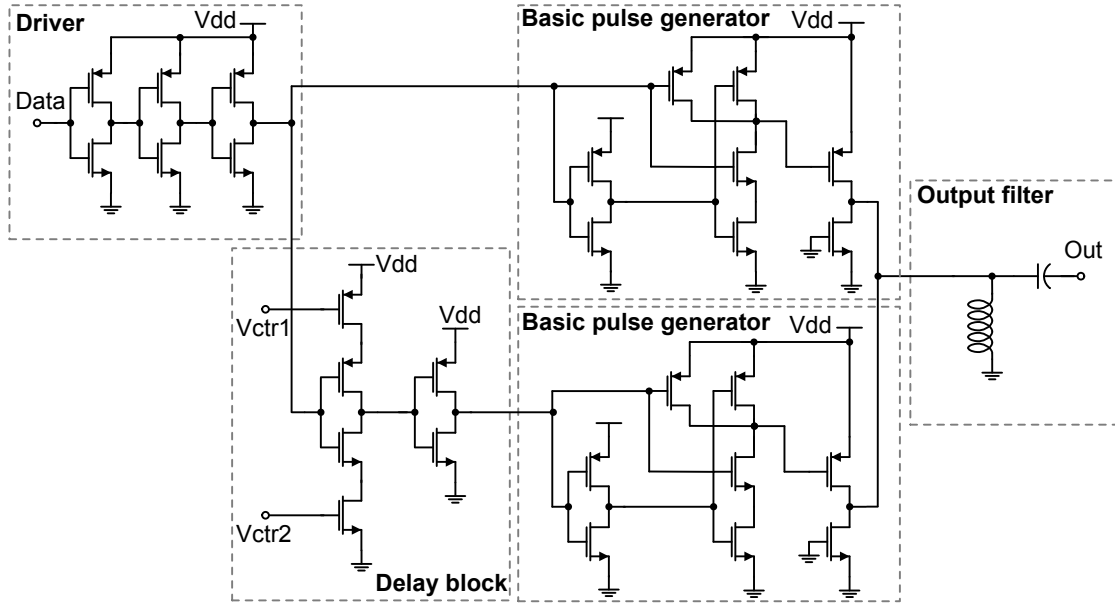 Driver
Vdd
Data
Basic pulse generator
Vdd
Output filter
Out
Vdd
Vctr1
Vdd
Vctr2
Delay block
Basic pulse generator
Vdd